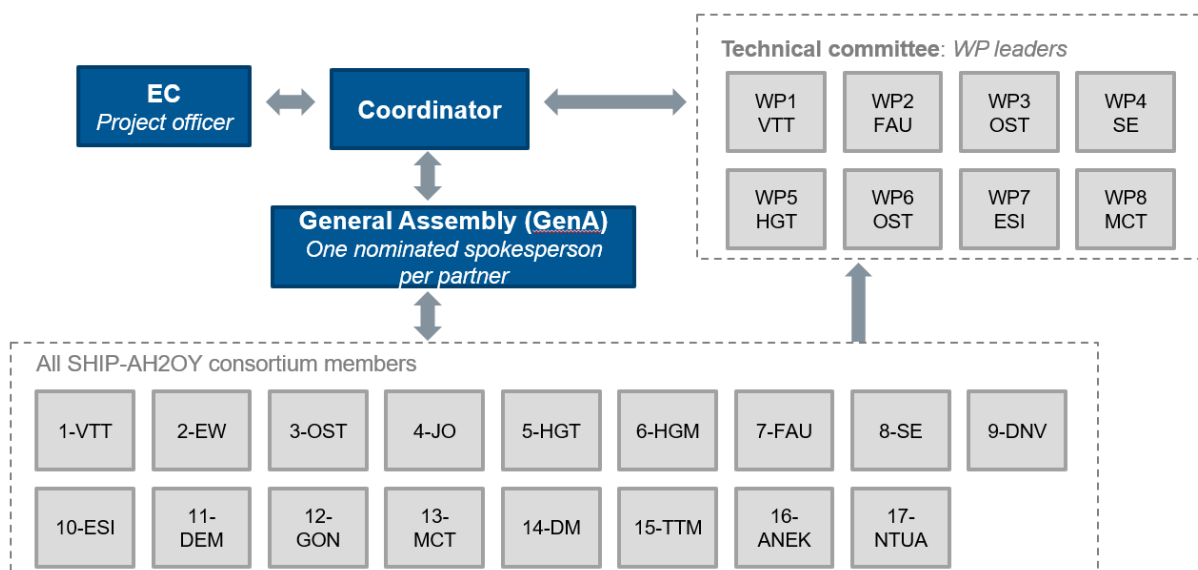 EC
Project officer
Coordinator
General Assembly (GenA)
One nominated spokesperson
per partner
Technical committee: WP leaders
WP1
VTT
WP2
FAU
WP3
OST
WP4
SE
WP5
HGT
WP6
OST
WP7
ESI
WP8
MCT
All SHIP-AH2OY consortium members
1-VTT
2-EW
3-OST
4-JO
5-HGT
6-HGM
7-FAU
8-SE
9-DNV
10-ESI
11-
DEM
12-
GON
13-
MCT
14-DM
15-TTM
16-
ANEK
17-
NTUA